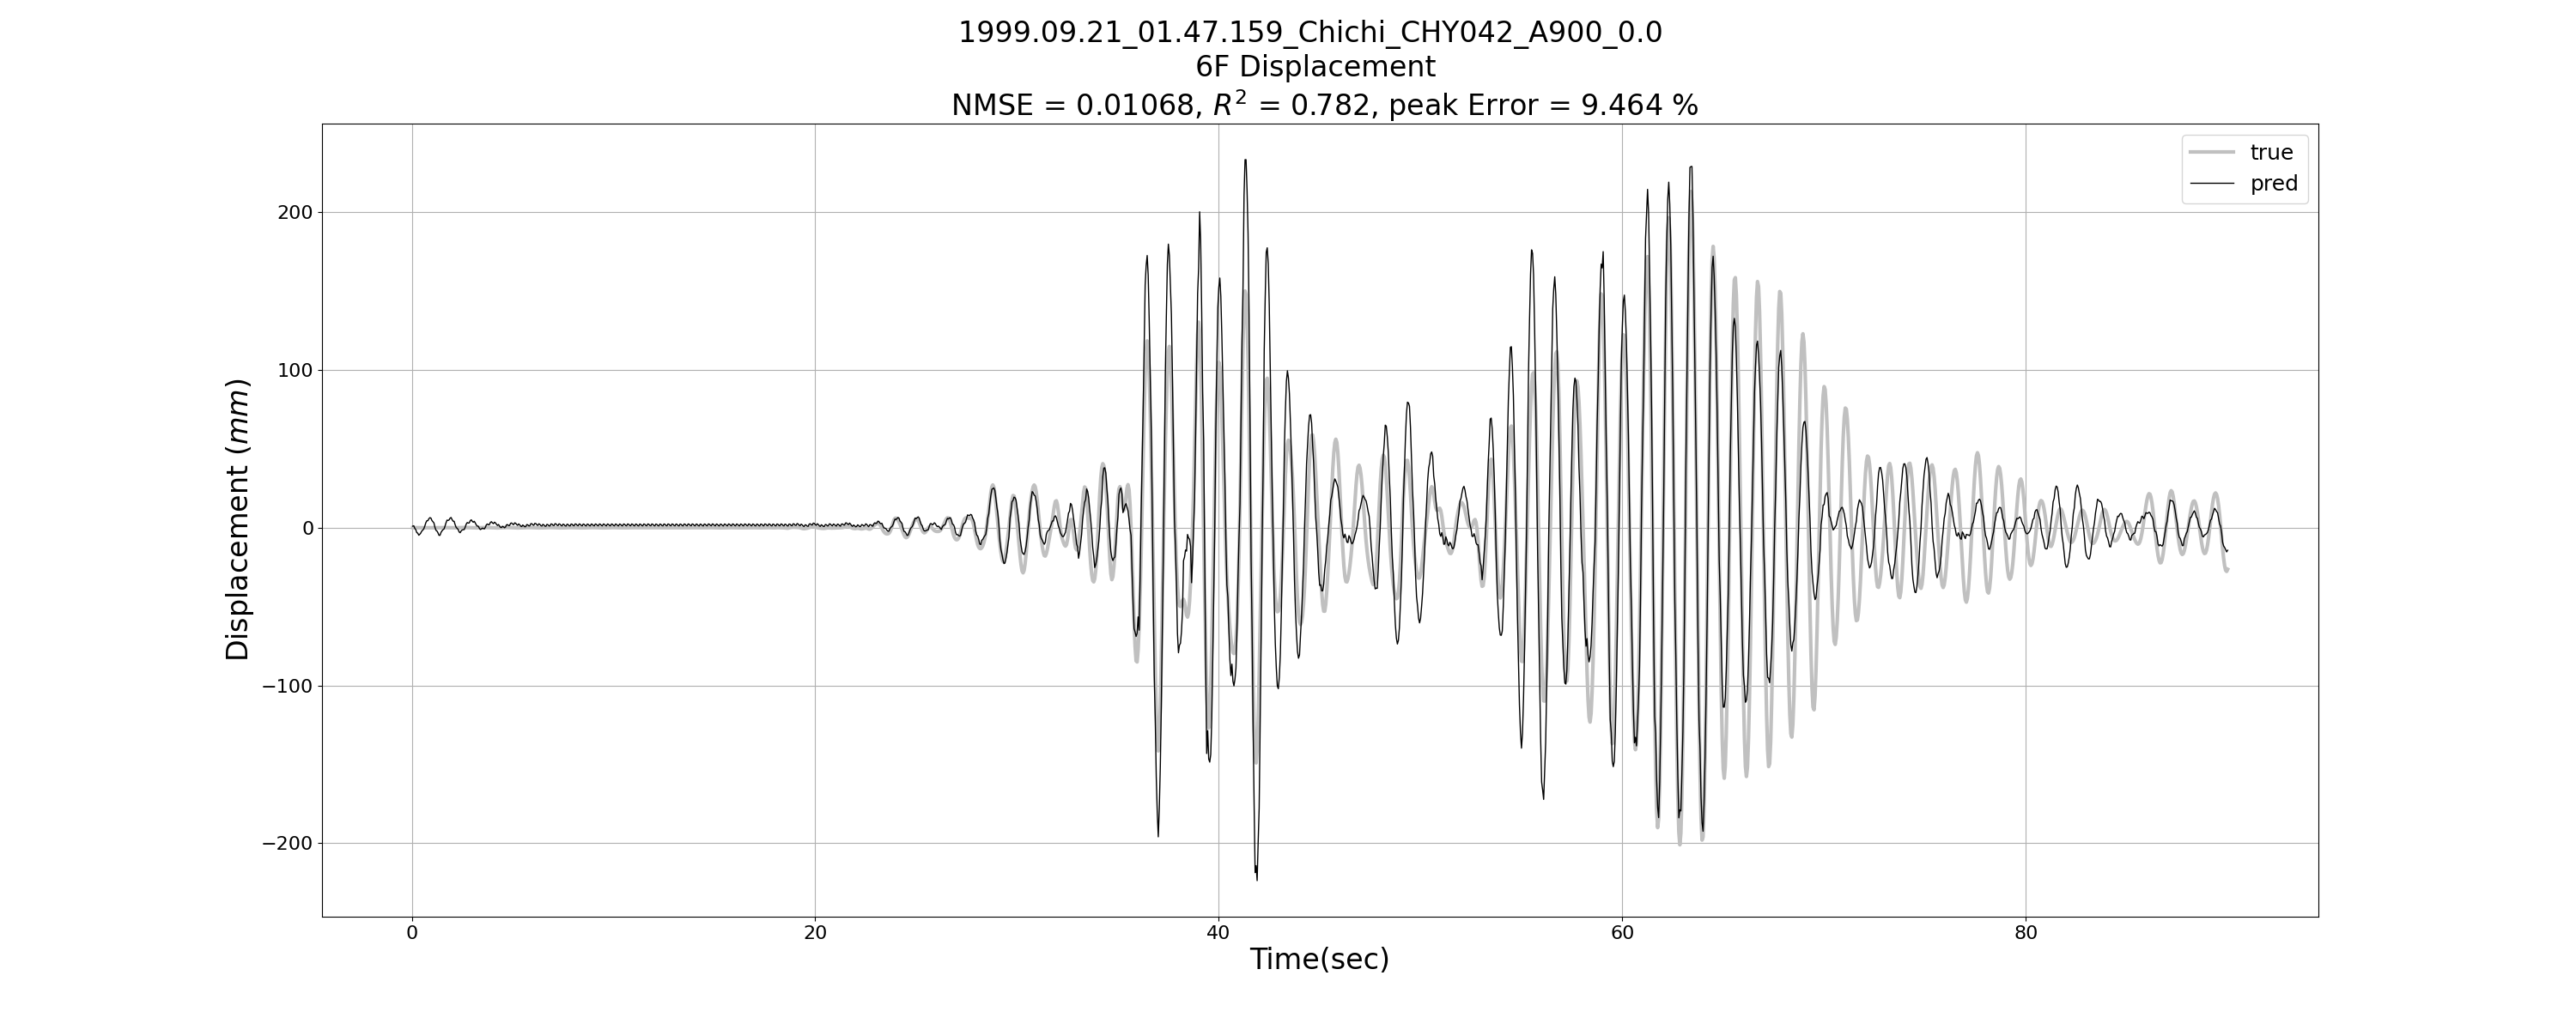 1999.09.21_01.47.159_Chichi_CHY042_A900_0.0
6F Displacement
NMSE = 0.01068, R² = 0.782, peak Error = 9.464 %
true
pred
200
100
0
−100
−200
Displacement (mm)
0 20 40 60 80
Time(sec)